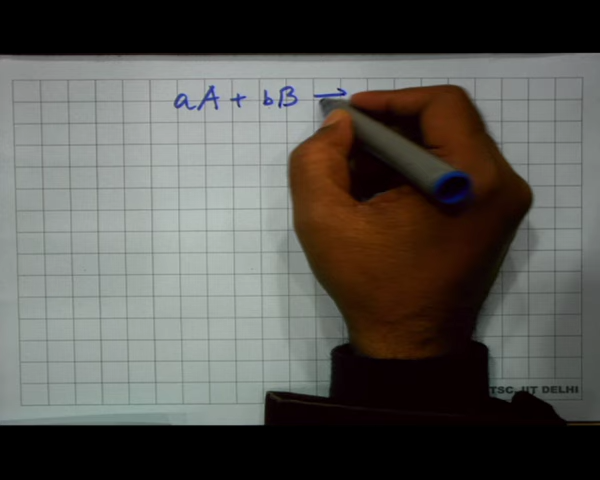 aA + bB ⇀
TSC, IIT DELHI